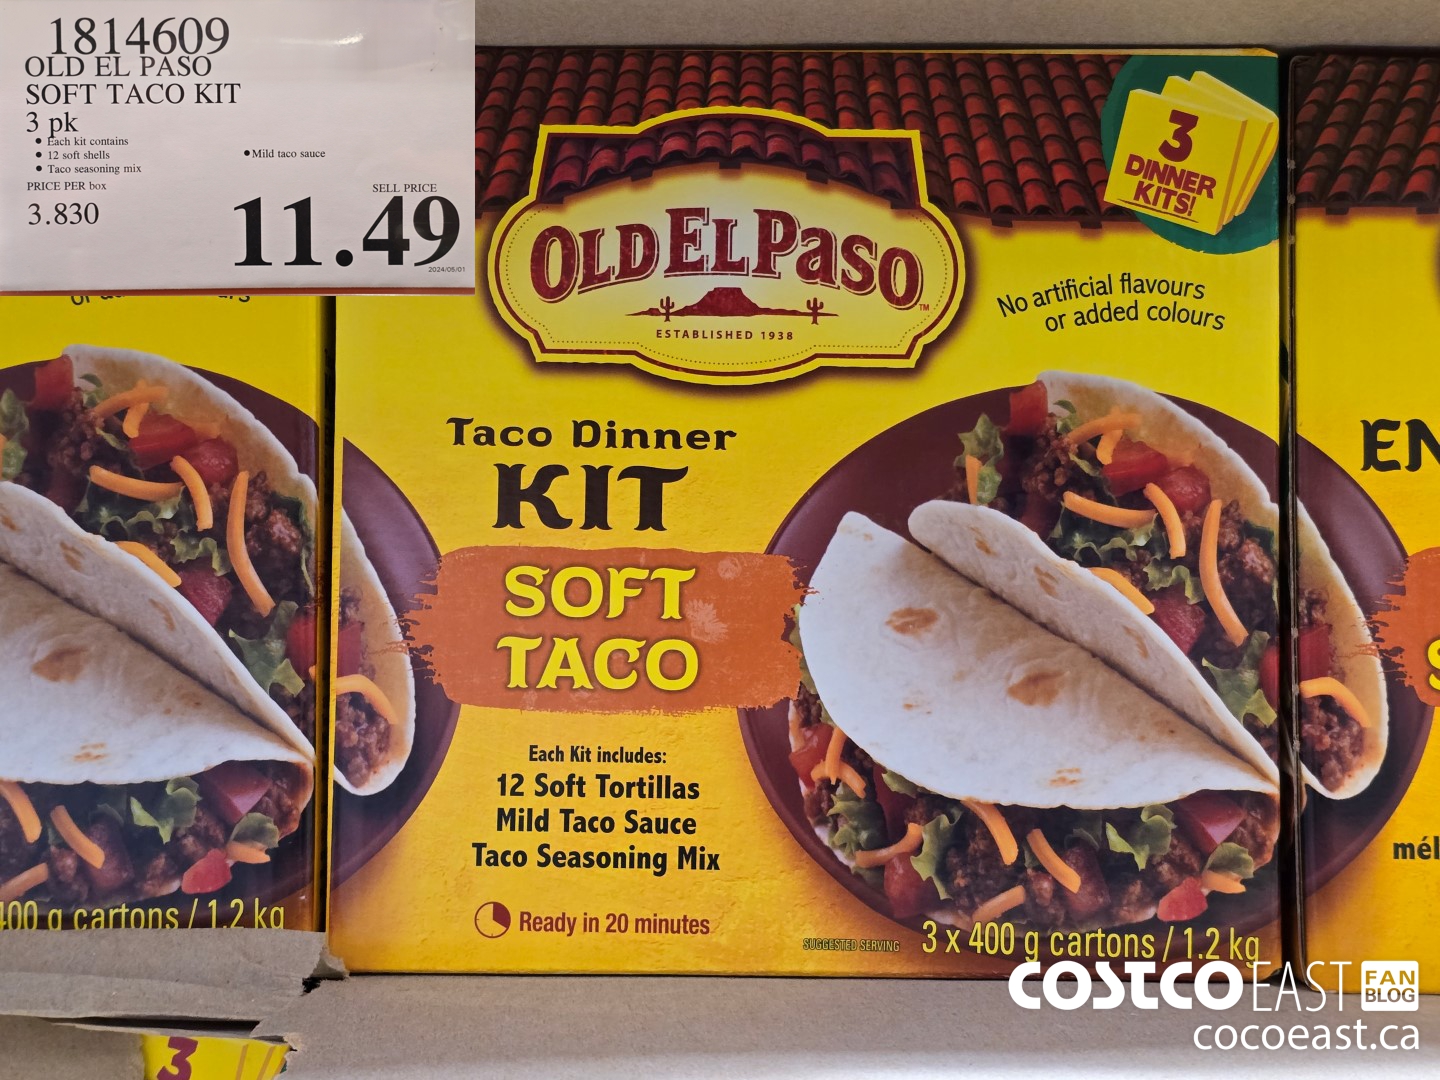 1814609
OLD EL PASO
SOFT TACO KIT
3 pk
• Each kit contains
• 12 soft shells
• Taco seasoning mix
• Mild taco sauce
PRICE PER box
3.830
SELL PRICE
11.49
2024/05/01
3
DINNER
KITS!
OLD EL PASO™
ESTABLISHED 1938
No artificial flavours
or added colours
Taco Dinner
KIT
SOFT
TACO
Each Kit includes:
12 Soft Tortillas
Mild Taco Sauce
Taco Seasoning Mix
Ready in 20 minutes
SUGGESTED SERVING
3 x 400 g cartons / 1.2 kg
400 g cartons / 1.2 kg
EN
S
mél
3
COSTCO EAST FAN BLOG
cocoeast.ca